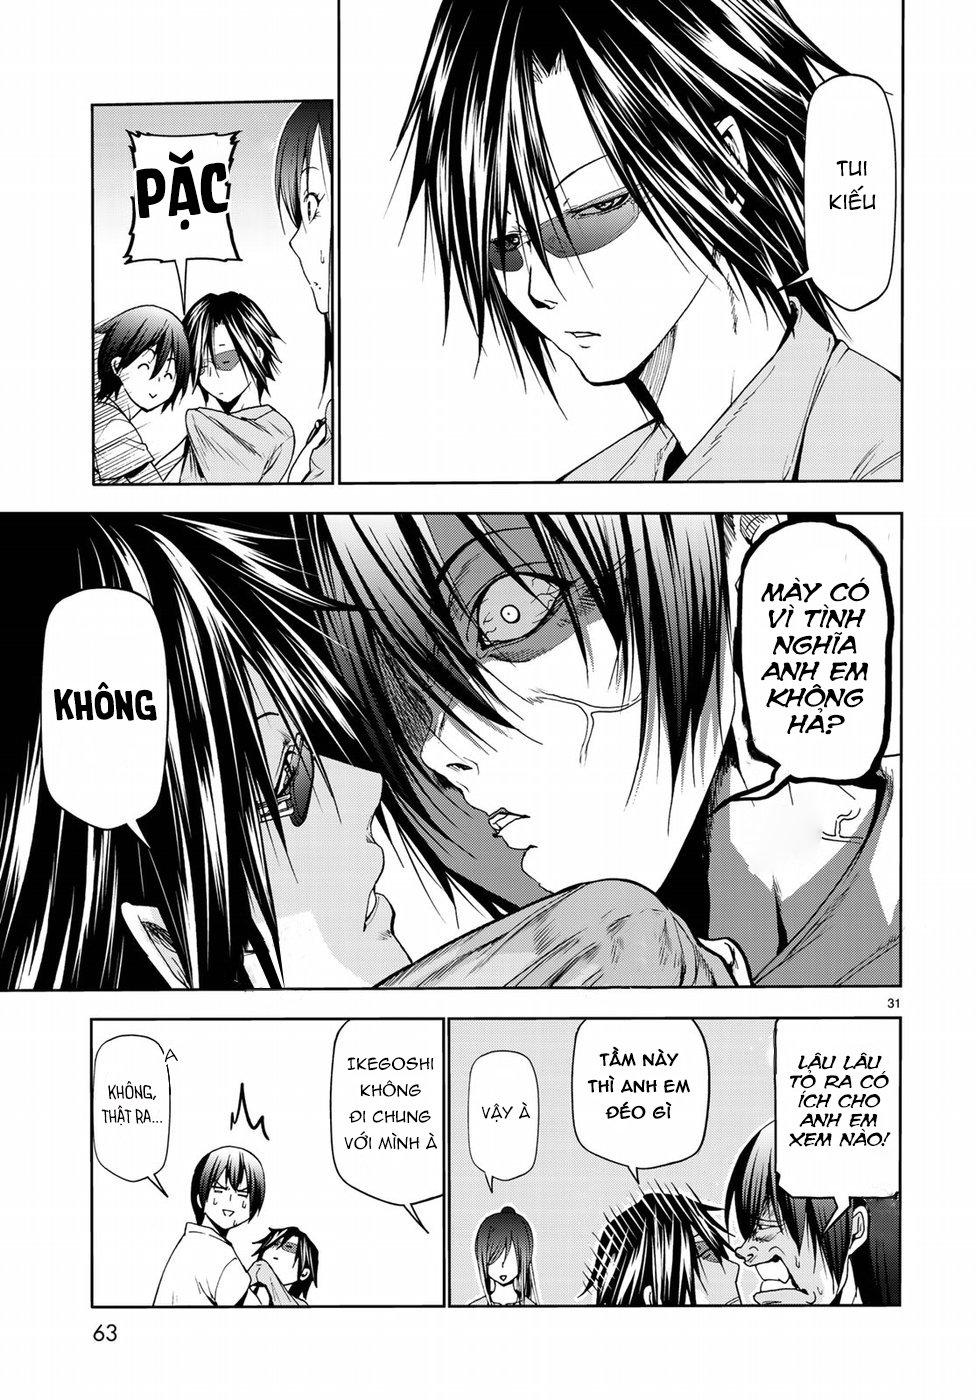 TUI
KIẾU
PẶC
MÀY CÓ
VÌ TÌNH
NGHĨA
ANH EM
KHÔNG
HẢ?
KHÔNG
31
LÂU LÂU
TỎ RA CÓ
ÍCH CHO
ANH EM
XEM NÀO!
TẦM NÀY
THÌ ANH EM
ĐÉO GÌ
VẬY À
IKEGOSHI
KHÔNG
ĐI CHUNG
VỚI MÌNH À
A
KHÔNG,
THẬT RA...
63